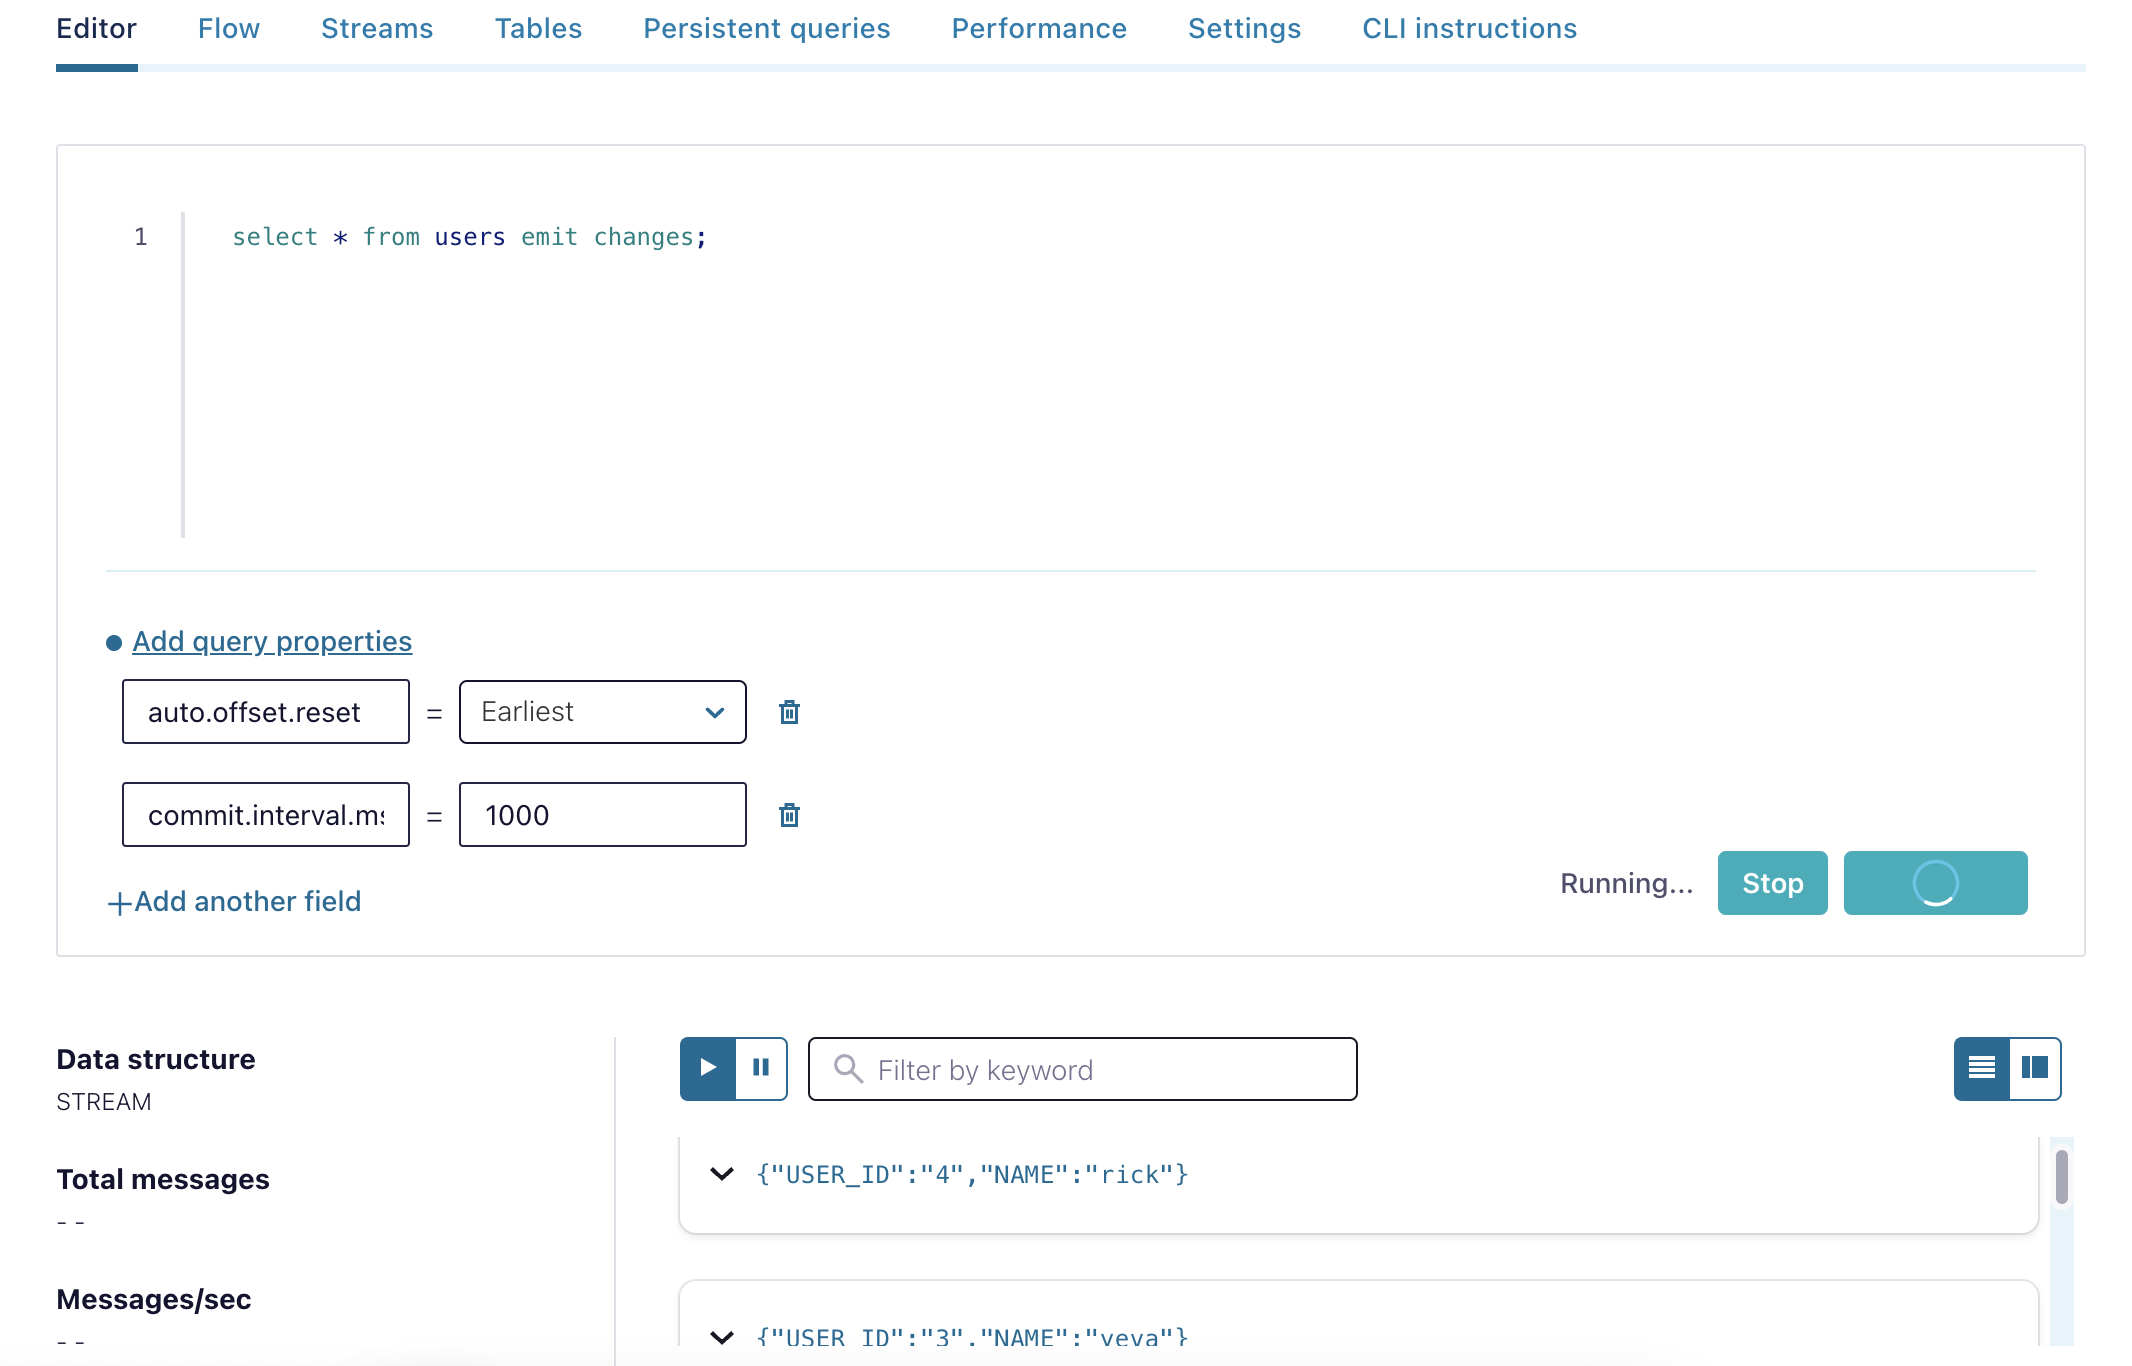 Editor Flow Streams Tables Persistent queries Performance Settings CLI instructions
1 select * from users emit changes;
Add query properties
auto.offset.reset = Earliest
commit.interval.ms = 1000
+Add another field
Running... Stop
Data structure
STREAM
Total messages
--
Messages/sec
--
Filter by keyword
{"USER_ID":"4","NAME":"rick"}
{"USER_ID":"3","NAME":"veva"}